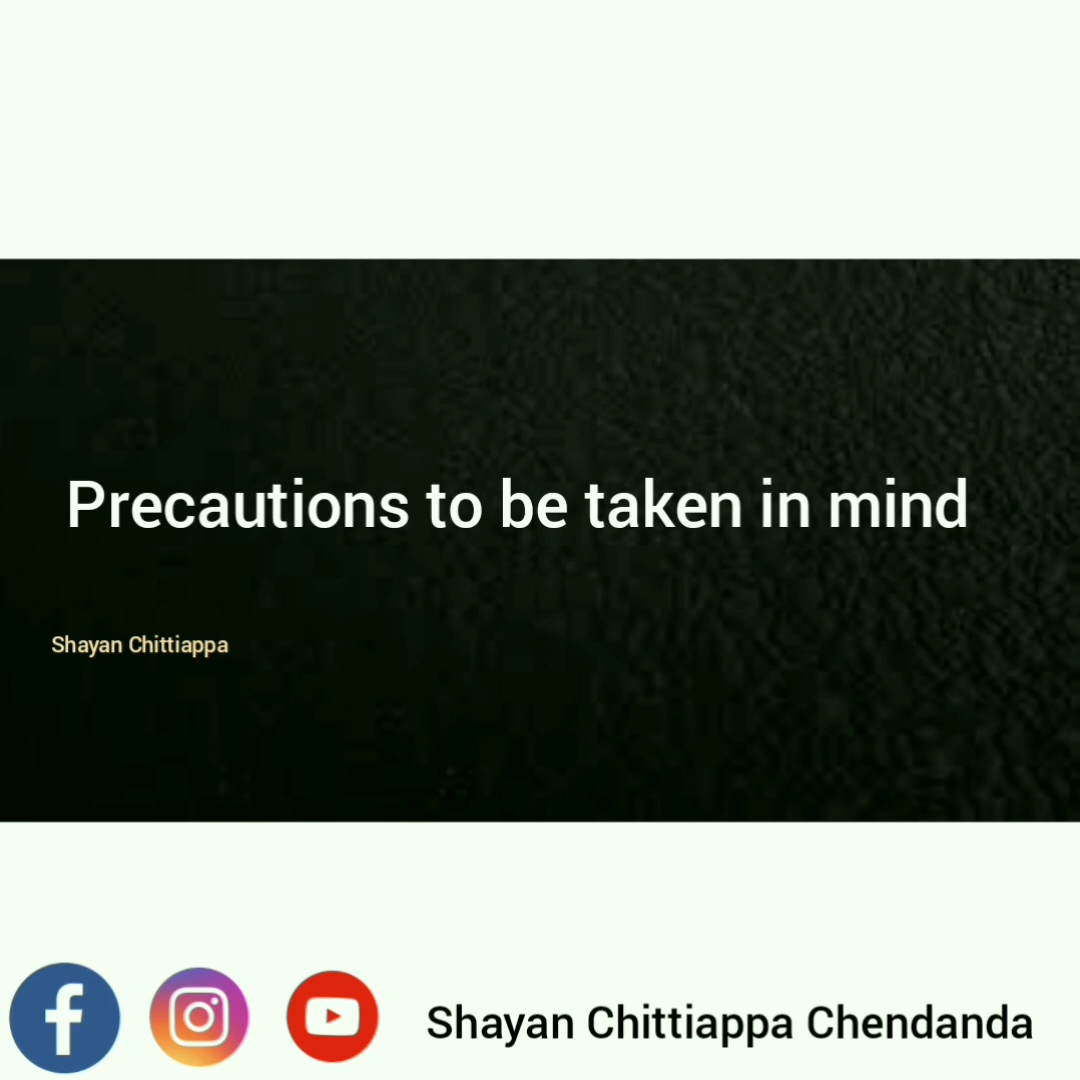 Precautions to be taken in mind
Shayan Chittiappa
Shayan Chittiappa Chendanda